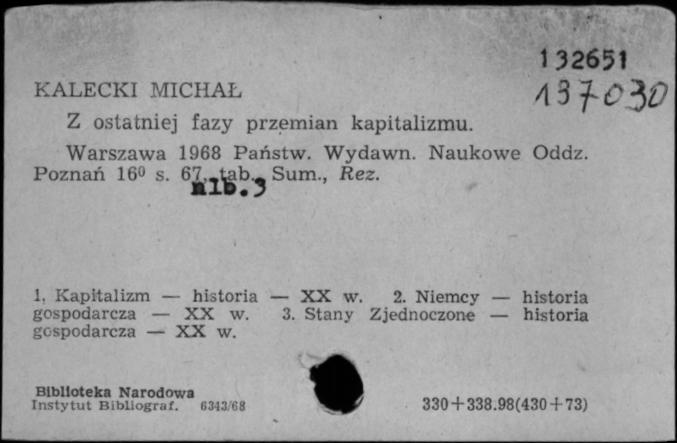 132651
137030
KALECKI MICHAŁ
Z ostatniej fazy przemian kapitalizmu.
Warszawa 1968 Państw. Wydawn. Naukowe Oddz.
Poznań 16⁰ s. 67, tab., Sum., Rez.
nlb.3
1. Kapitalizm — historia — XX w. 2. Niemcy — historia
gospodarcza — XX w. 3. Stany Zjednoczone — historia
gospodarcza — XX w.
Biblioteka Narodowa
Instytut Bibliograf. 6343/68
330+338.98(430+73)